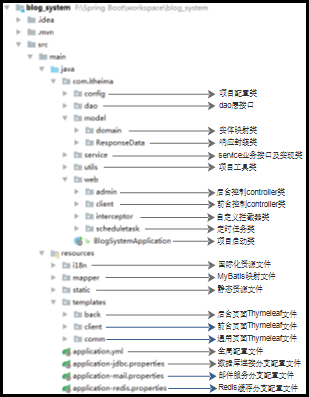 blog_system F:\Spring Boot\workspace\blog_system
.idea
.mvn
src
main
java
com.itheima
config 项目配置类
dao dao层接口
model
domain 实体映射类
ResponseData 响应封装类
service service业务接口及实现类
utils 项目工具类
web
admin 后台控制controller类
client 前台控制controller类
interceptor 自定义拦截器类
scheduletask 定时任务类
BlogSystemApplication 项目启动类
resources
i18n 国际化资源文件
mapper MyBatis映射文件
static 静态资源文件
templates
back 后台页面Thymeleaf文件
client 前台页面Thymeleaf文件
comm 通用页面Thymeleaf文件
application.yml 全局配置文件
application-jdbc.properties 数据库连接分支配置文件
application-mail.properties 邮件服务分支配置文件
application-redis.properties Redis缓存分支配置文件